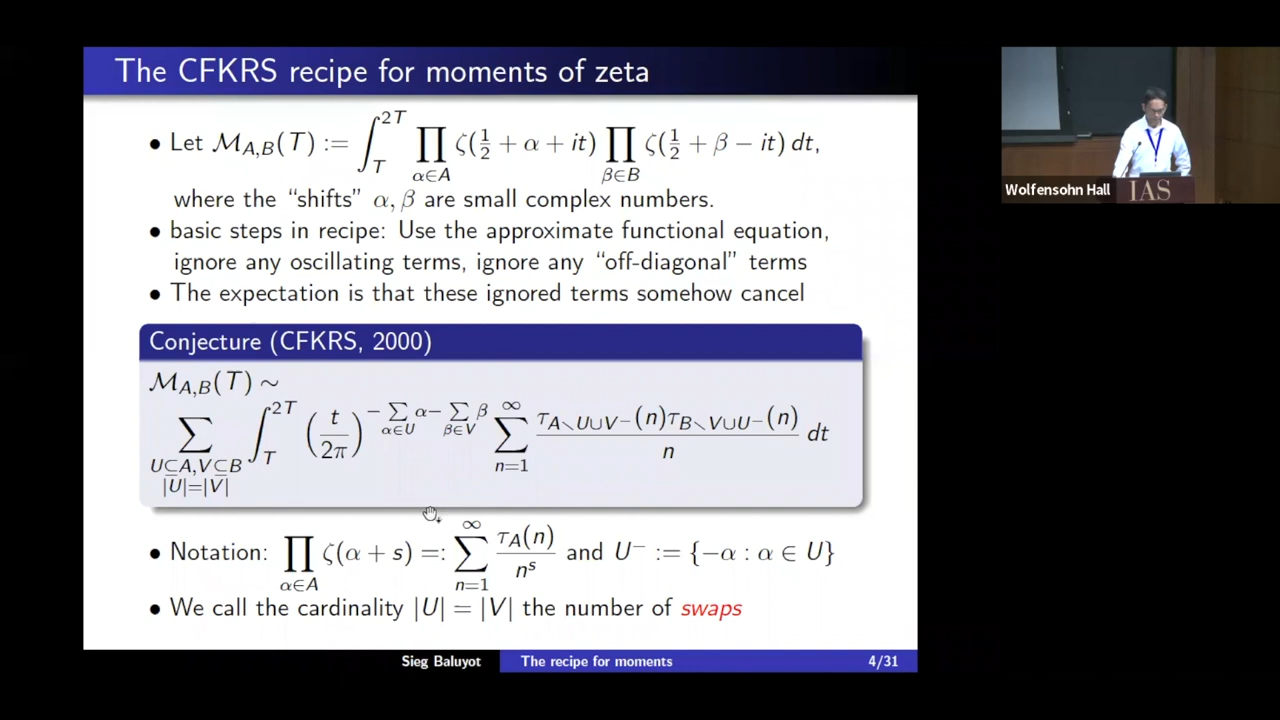 The CFKRS recipe for moments of zeta
• Let ℳ_{A,B}(T) := ∫_T^{2T} ∏_{α∈A} ζ(½ + α + it) ∏_{β∈B} ζ(½ + β − it) dt,
where the “shifts” α, β are small complex numbers.
• basic steps in recipe: Use the approximate functional equation,
ignore any oscillating terms, ignore any “off-diagonal” terms
• The expectation is that these ignored terms somehow cancel
Conjecture (CFKRS, 2000)
ℳ_{A,B}(T) ∼
∑_{U⊆A,V⊆B |U|=|V|} ∫_T^{2T} (t/2π)^{−∑_{α∈U} α−∑_{β∈V} β} ∑_{n=1}^{∞} τ_{A∖U∪V⁻}(n)τ_{B∖V∪U⁻}(n)/n dt
• Notation: ∏_{α∈A} ζ(α + s) =: ∑_{n=1}^{∞} τ_A(n)/n^s and U⁻ := {−α : α ∈ U}
• We call the cardinality |U| = |V| the number of swaps
Sieg Baluyot The recipe for moments 4/31
Wolfensohn Hall
IAS